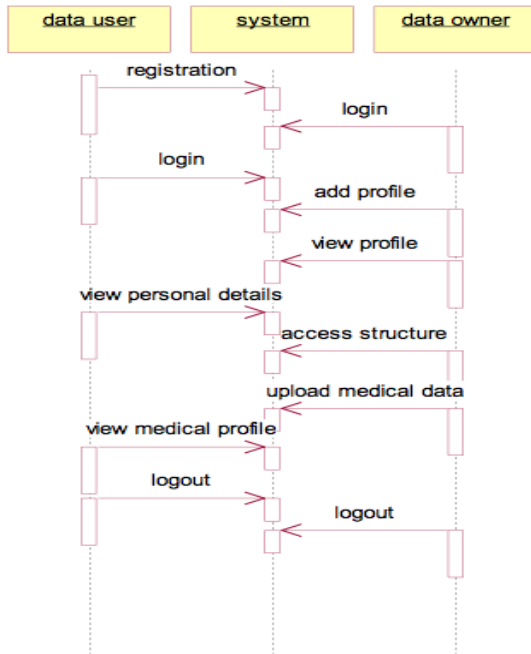 data user
system
data owner
registration
login
login
add profile
view profile
view personal details
access structure
upload medical data
view medical profile
logout
logout